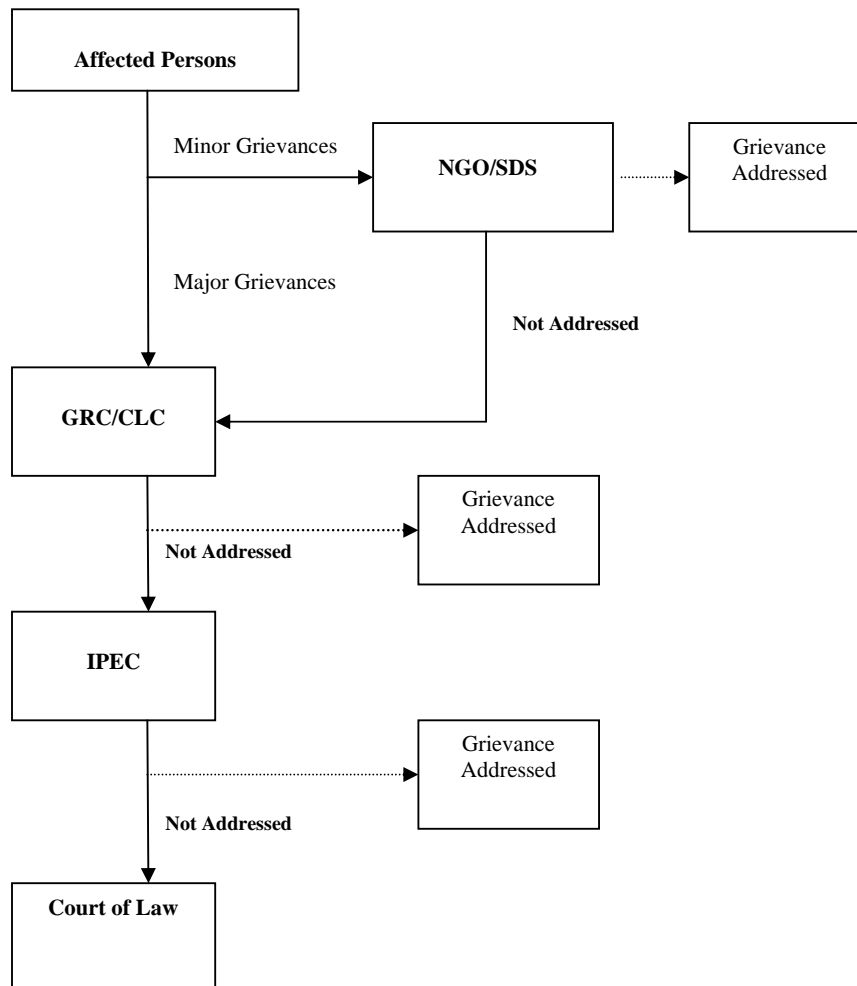 Affected Persons
Minor Grievances
NGO/SDS
Grievance
Addressed
Major Grievances
Not Addressed
GRC/CLC
Grievance
Addressed
Not Addressed
IPEC
Grievance
Addressed
Not Addressed
Court of Law